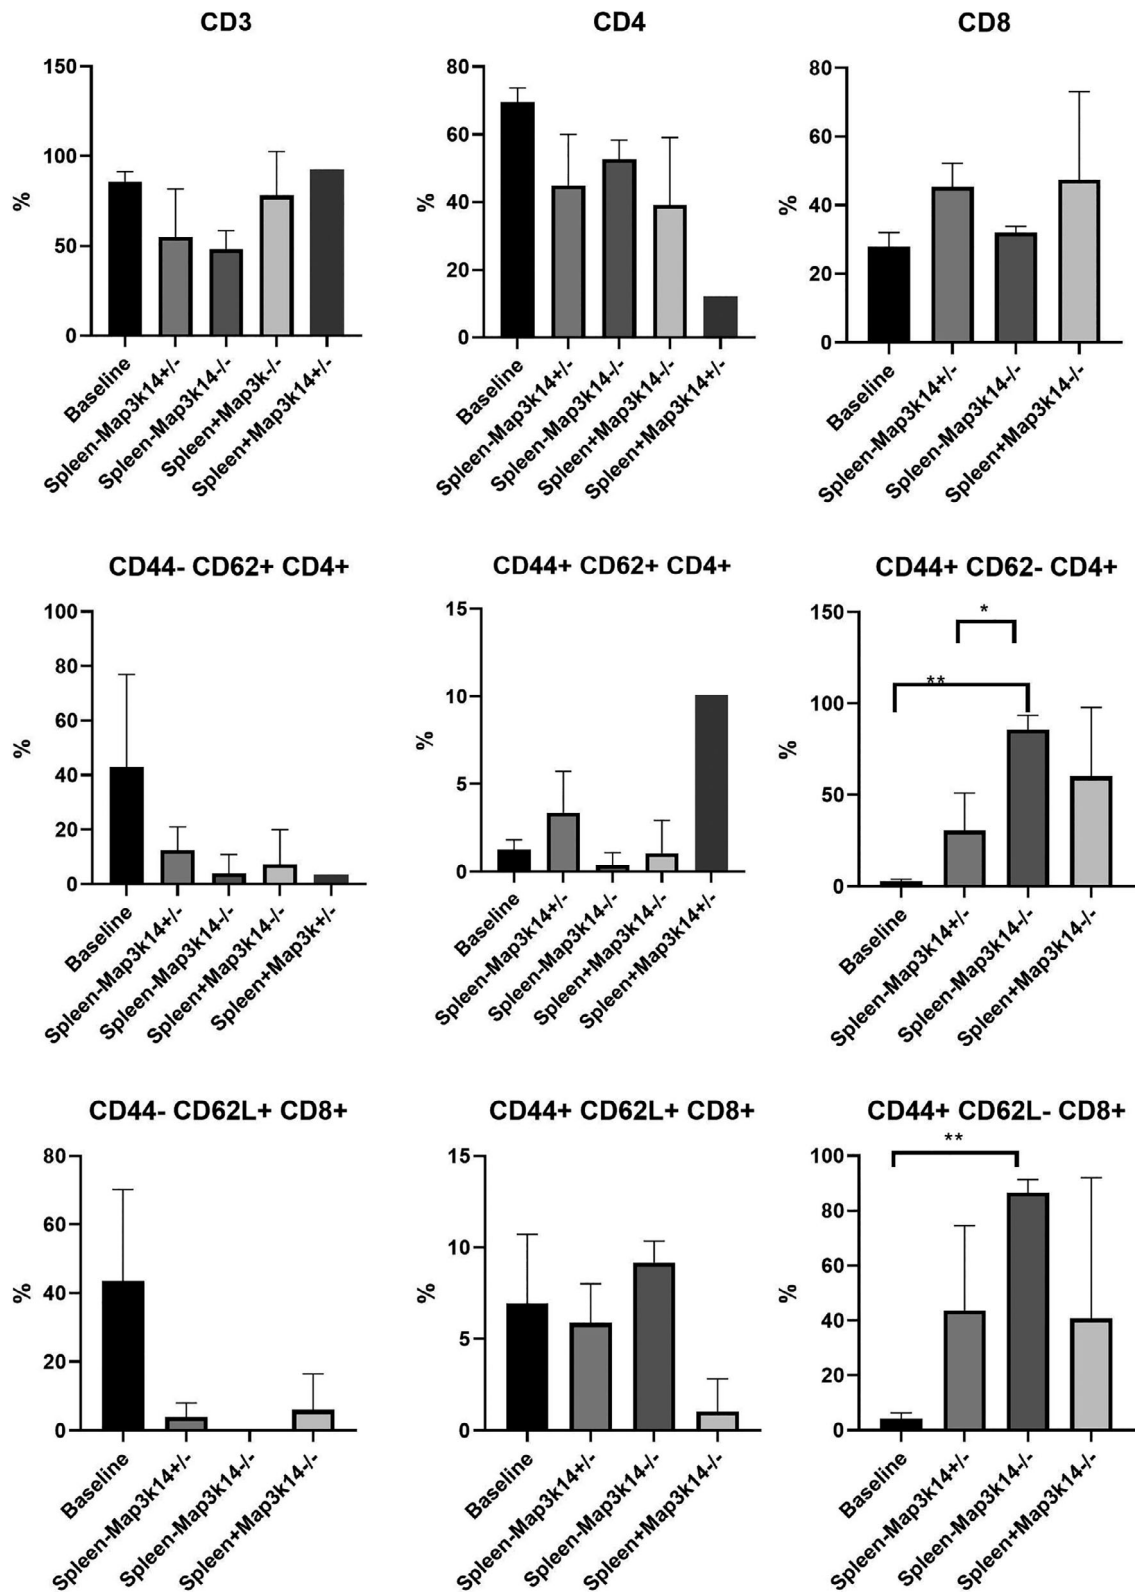 CD3
150
100
50
0
%
Baseline
Spleen-Map3k14+/-
Spleen-Map3k14-/-
Spleen+Map3k-/-
Spleen+Map3k14+/-
CD4
80
60
40
20
0
%
Baseline
Spleen-Map3k14+/-
Spleen-Map3k14-/-
Spleen+Map3k14-/-
Spleen+Map3k14+/-
CD8
80
60
40
20
0
%
Baseline
Spleen-Map3k14+/-
Spleen-Map3k14-/-
Spleen+Map3k14-/-
CD44- CD62+ CD4+
100
80
60
40
20
0
%
Baseline
Spleen-Map3k14+/-
Spleen-Map3k14-/-
Spleen+Map3k14-/-
Spleen+Map3k+/-
CD44+ CD62+ CD4+
15
10
5
0
%
Baseline
Spleen-Map3k14+/-
Spleen-Map3k14-/-
Spleen+Map3k14-/-
Spleen+Map3k14+/-
CD44+ CD62- CD4+
150
100
50
0
%
*
**
Baseline
Spleen-Map3k14+/-
Spleen-Map3k14-/-
Spleen+Map3k14-/-
CD44- CD62L+ CD8+
80
60
40
20
0
%
Baseline
Spleen-Map3k14+/-
Spleen-Map3k14-/-
Spleen+Map3k14-/-
CD44+ CD62L+ CD8+
15
10
5
0
%
Baseline
Spleen-Map3k14+/-
Spleen-Map3k14-/-
Spleen+Map3k14-/-
CD44+ CD62L- CD8+
**
100
80
60
40
20
0
%
Baseline
Spleen-Map3k14+/-
Spleen-Map3k14-/-
Spleen+Map3k14-/-